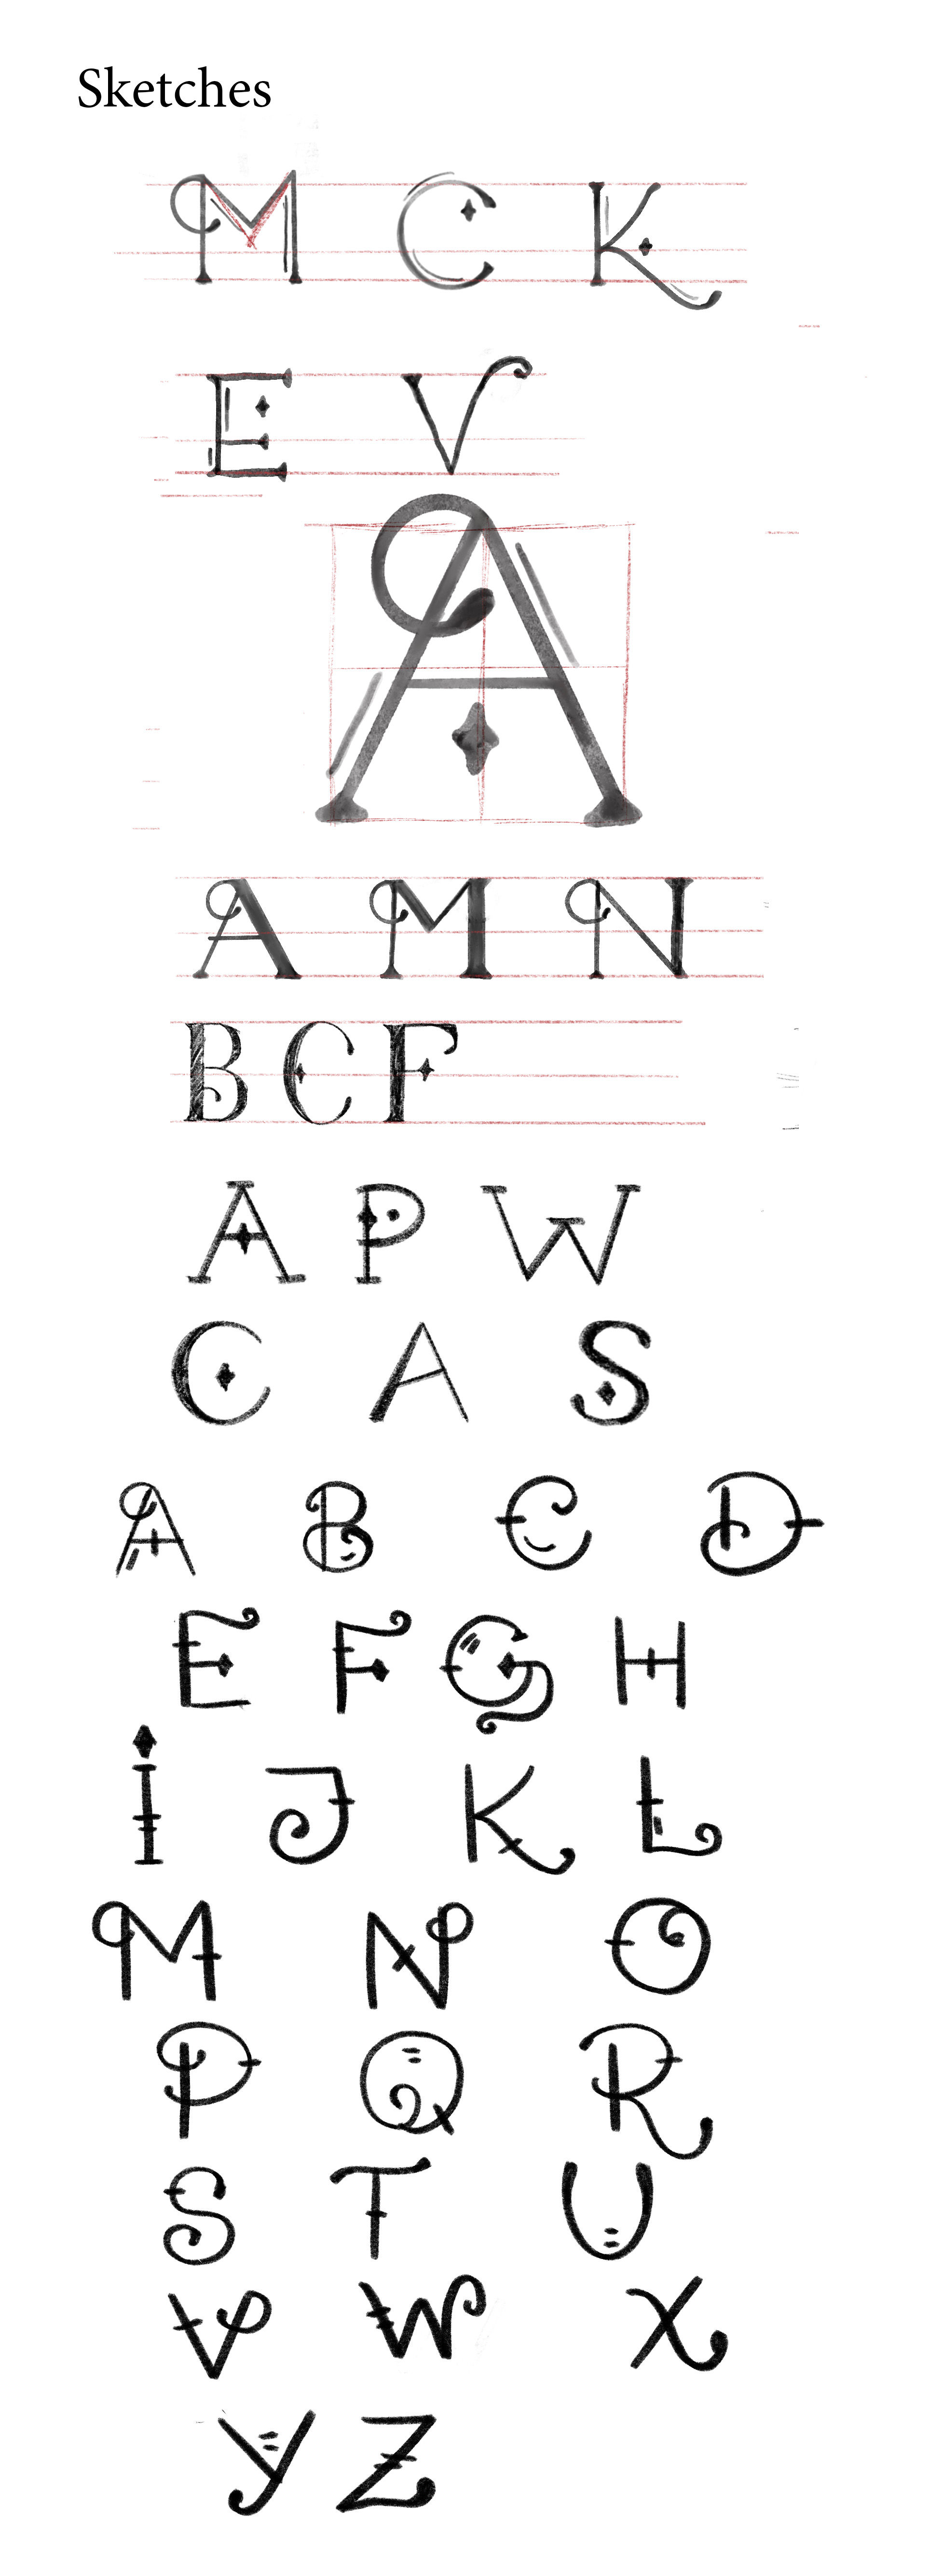 Sketches
M C K
E V
A
A M N
B C F
A P W
C A S
A B C D
E F G H
I J K L
M N O
P Q R
S T U
V W X
Y Z